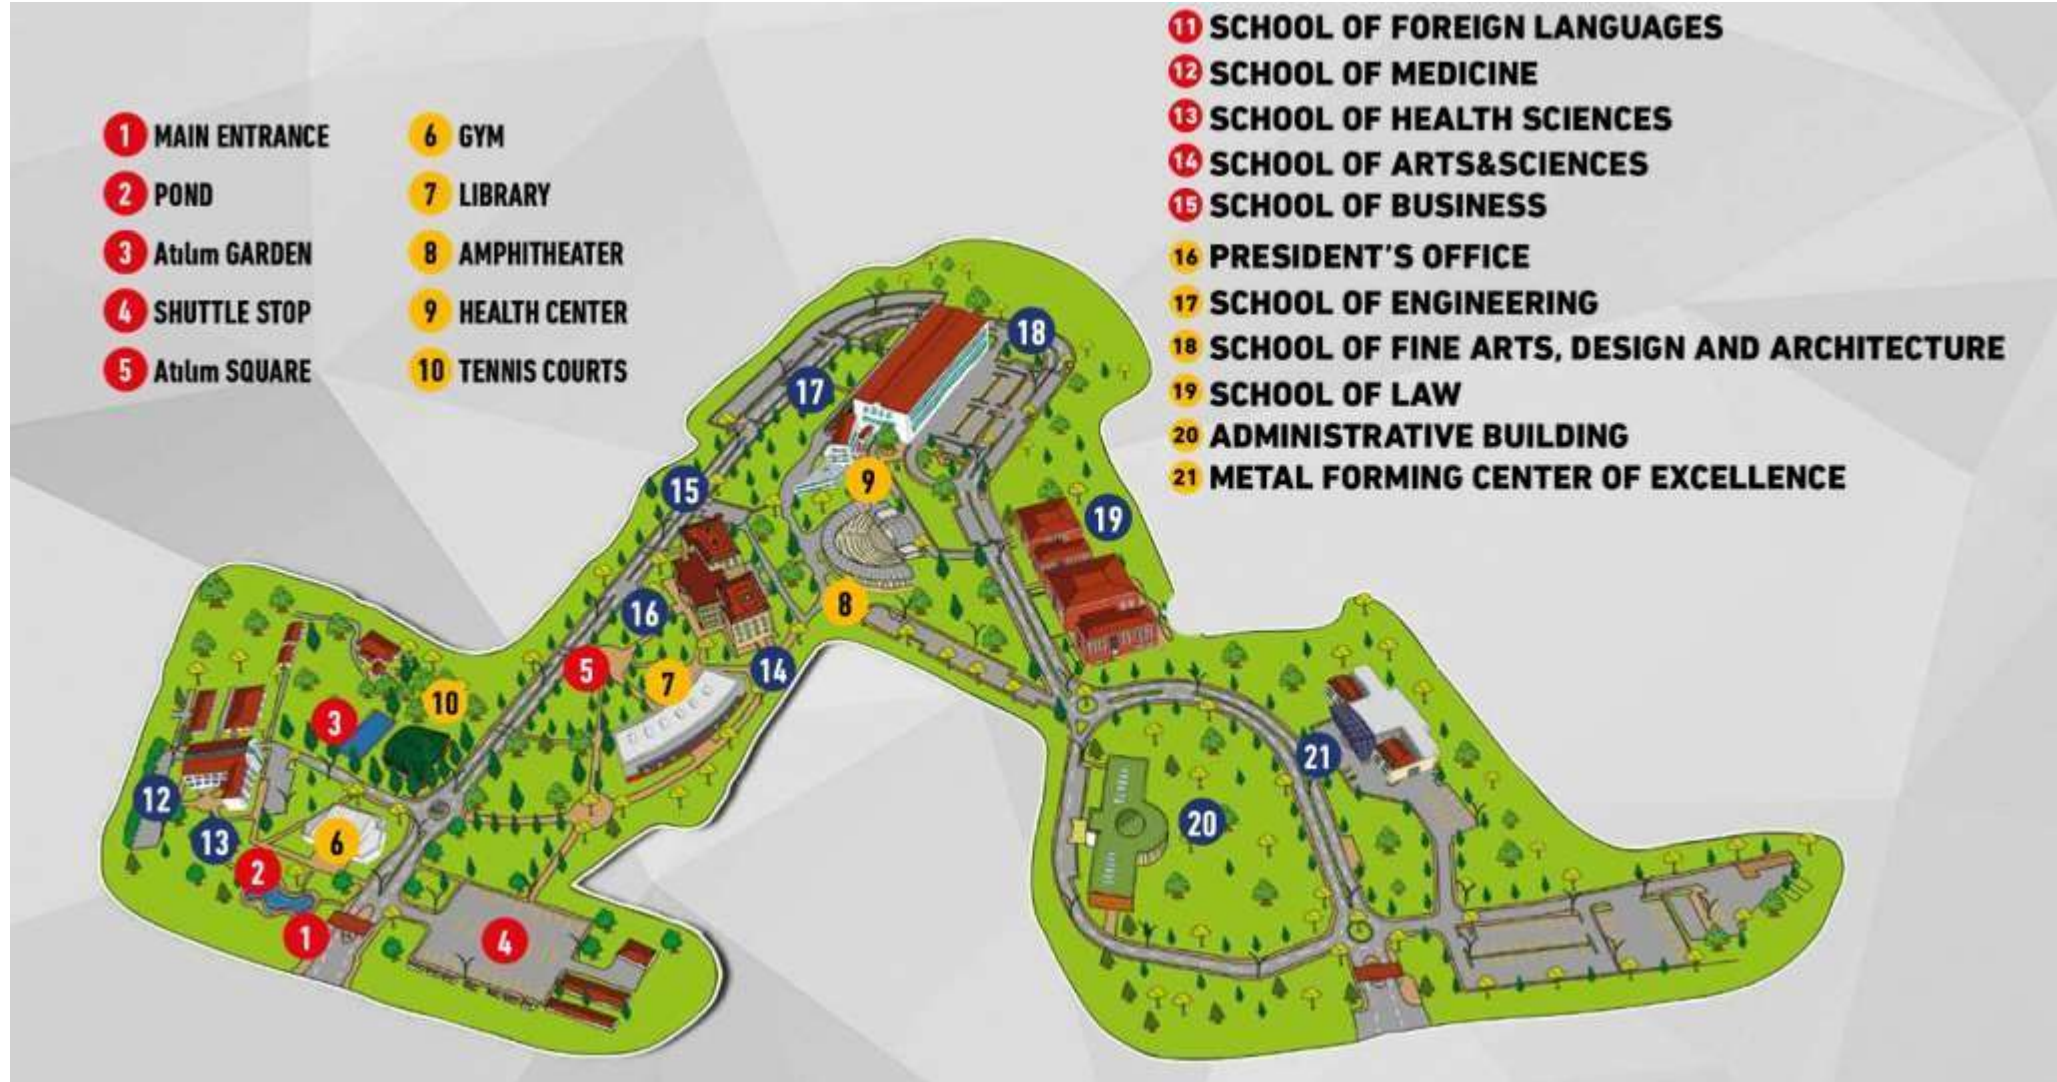 1 MAIN ENTRANCE
2 POND
3 Atılım GARDEN
4 SHUTTLE STOP
5 Atılım SQUARE
6 GYM
7 LIBRARY
8 AMPHITHEATER
9 HEALTH CENTER
10 TENNIS COURTS
11 SCHOOL OF FOREIGN LANGUAGES
12 SCHOOL OF MEDICINE
13 SCHOOL OF HEALTH SCIENCES
14 SCHOOL OF ARTS&SCIENCES
15 SCHOOL OF BUSINESS
16 PRESIDENT'S OFFICE
17 SCHOOL OF ENGINEERING
18 SCHOOL OF FINE ARTS, DESIGN AND ARCHITECTURE
19 SCHOOL OF LAW
20 ADMINISTRATIVE BUILDING
21 METAL FORMING CENTER OF EXCELLENCE
18
17
9
15
19
8
16
5
7
14
10
3
21
12
13
6
20
2
1
4